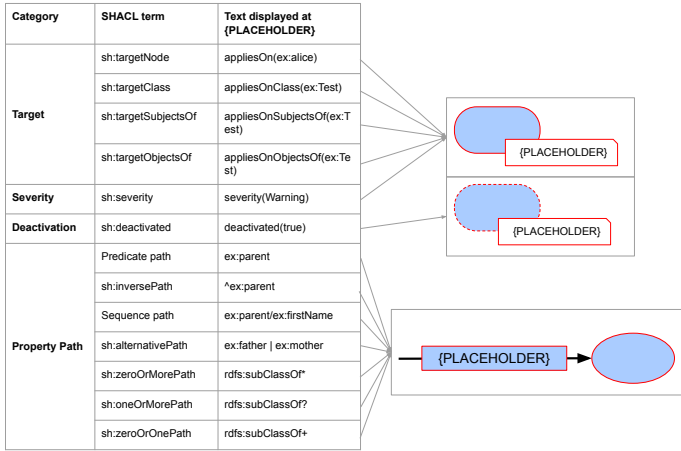 Category SHACL term Text displayed at
{PLACEHOLDER}
Target
sh:targetNode appliesOn(ex:alice)
sh:targetClass appliesOnClass(ex:Test)
sh:targetSubjectsOf appliesOnSubjectsOf(ex:T
est)
sh:targetObjectsOf appliesOnObjectsOf(ex:Te
st)
Severity sh:severity severity(Warning)
Deactivation sh:deactivated deactivated(true)
Property Path
Predicate path ex:parent
sh:inversePath ^ex:parent
Sequence path ex:parent/ex:firstName
sh:alternativePath ex:father | ex:mother
sh:zeroOrMorePath rdfs:subClassOf*
sh:oneOrMorePath rdfs:subClassOf?
sh:zeroOrOnePath rdfs:subClassOf+
{PLACEHOLDER}
{PLACEHOLDER}
{PLACEHOLDER}